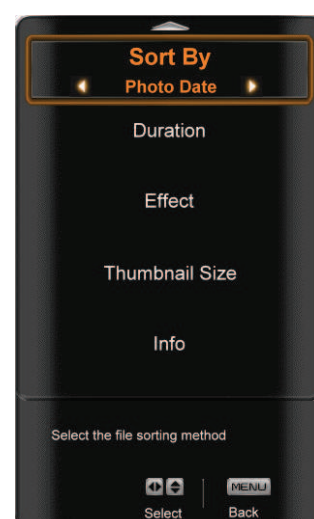 Sort By
Photo Date
Duration
Effect
Thumbnail Size
Info
Select the file sorting method
MENU
Select Back